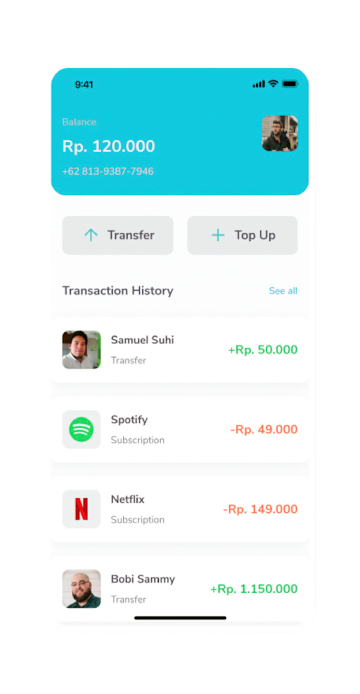 9:41
Balance
Rp. 120.000
+62 813-9387-7946
Transfer
Top Up
Transaction History
See all
Samuel Suhi
Transfer
+Rp. 50.000
Spotify
Subscription
-Rp. 49.000
Netflix
Subscription
-Rp. 149.000
Bobi Sammy
Transfer
+Rp. 1.150.000